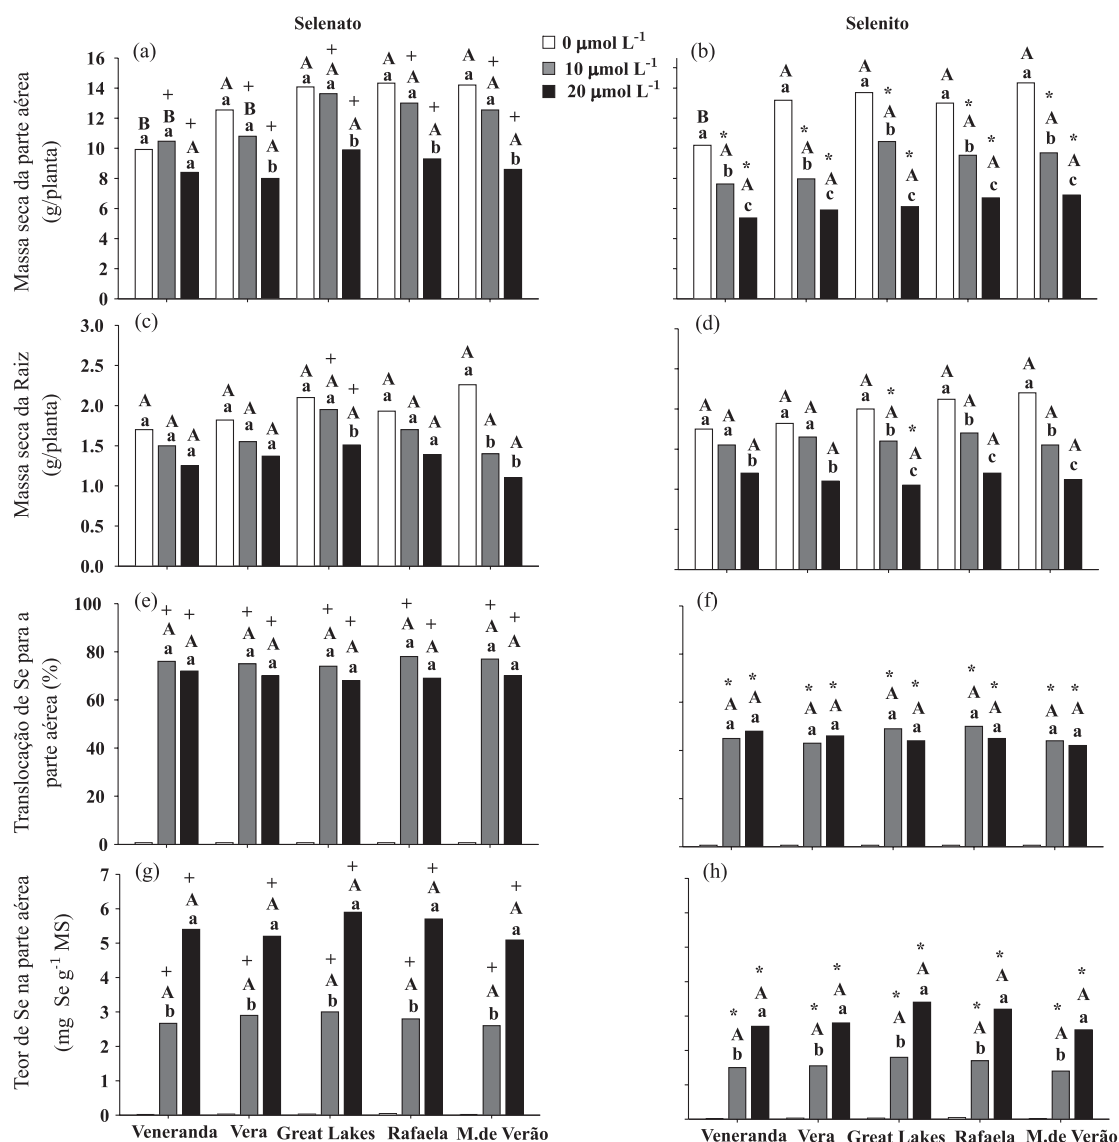 Selenato
Selenito
0 µmol L-1
10 µmol L-1
20 µmol L-1
Massa seca da parte aérea
(g/planta)
(a)
16
14
12
10
8
6
4
2
0
B a + B a + A a
A a + B a + A b
A a + A a + A b
A a + A a + A b
A a + A a + A b
(b)
B a * A b * A c
A a * A b * A c
A a * A b * A c
A a * A b * A c
A a * A b * A c
Massa seca da Raiz
(g/planta)
(c)
3.0
2.5
2.0
1.5
1.0
0.5
0.0
A a A a A a
A a A a A a
A a + A a + A b
A a A a A a
A a A b A b
(d)
A a A a A b
A a A a A b
A a * A b * A c
A a A b A c
A a A b A c
Translocação de Se para a
parte aérea (%)
(e)
100
80
60
40
20
0
+ A a + A a
+ A a + A a
+ A a + A a
+ A a + A a
+ A a + A a
(f)
* A a * A a
* A a * A a
* A a * A a
* A a * A a
* A a * A a
Teor de Se na parte aérea
(mg Se g-1 MS)
(g)
7
6
5
4
3
2
1
0
+ A b + A a
+ A b + A a
+ A b + A a
+ A b + A a
+ A b + A a
Veneranda Vera Great Lakes Rafaela M.de Verão
(h)
* A b * A a
* A b * A a
* A b * A a
* A b * A a
* A b * A a
Veneranda Vera Great Lakes Rafaela M.de Verão